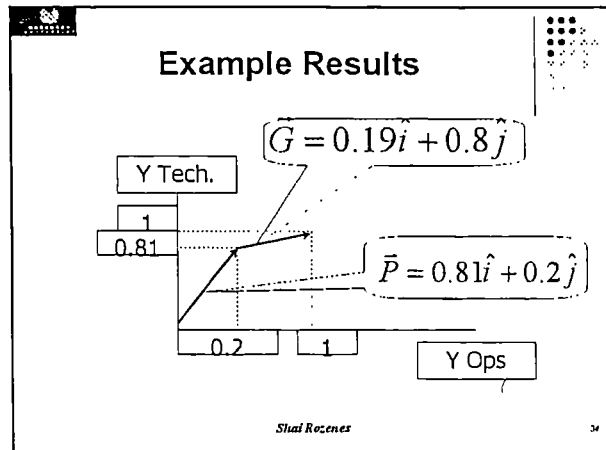 Example Results
G⃗ = 0.19î + 0.8ĵ
Y Tech.
1
0.81
P⃗ = 0.81î + 0.2ĵ
0.2
1
Y Ops
Shai Rozenes
34